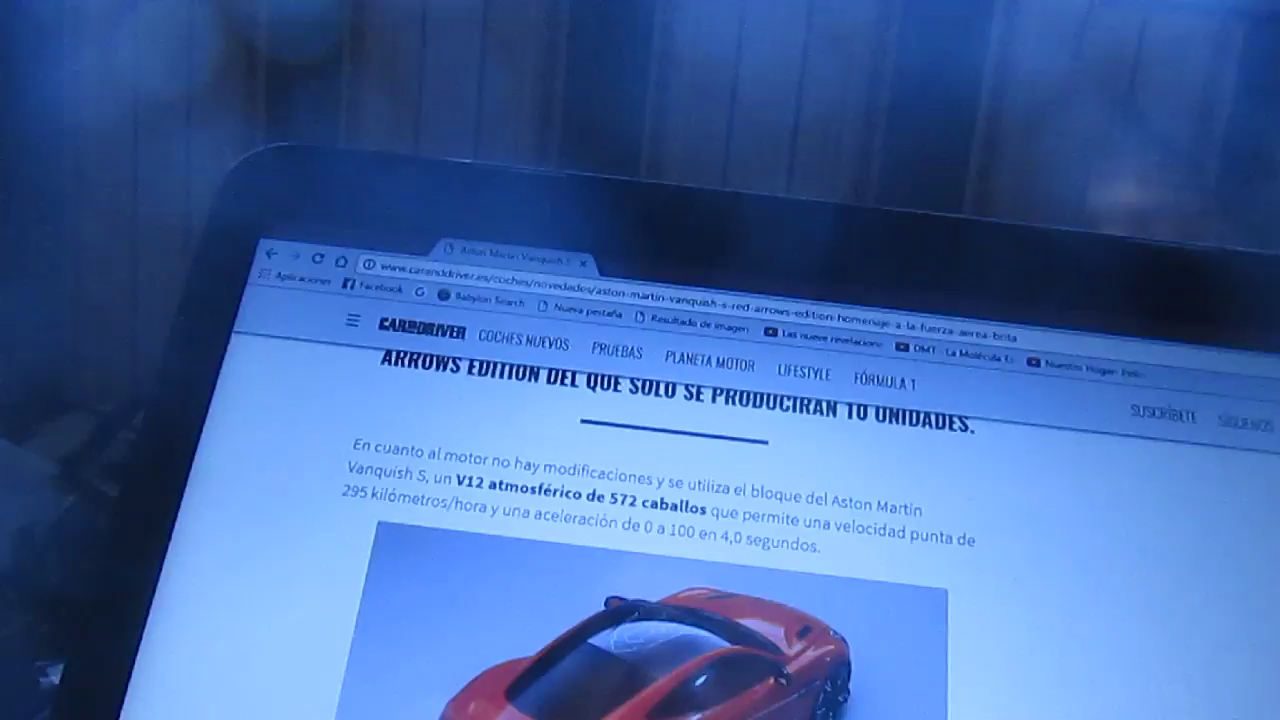 Aston Martin Vanquish S
www.caranddriver.es/coches/novedades/aston-martin-vanquish-s-red-arrows-edition-homenaje-a-la-fuerza-aerea-brita
Aplicaciones Facebook G Babylon Search Nueva pestaña Resultado de imagen Las nueve revelacione DMT - La Molécula Nuestro Hogar
CAR AND DRIVER COCHES NUEVOS PRUEBAS PLANETA MOTOR LIFESTYLE FÓRMULA 1
SUSCRÍBETE SÍGUENOS
ARROWS EDITION DEL QUE SOLO SE PRODUCIRAN 10 UNIDADES.
En cuanto al motor no hay modificaciones y se utiliza el bloque del Aston Martin
Vanquish S, un V12 atmosférico de 572 caballos que permite una velocidad punta de
295 kilómetros/hora y una aceleración de 0 a 100 en 4,0 segundos.